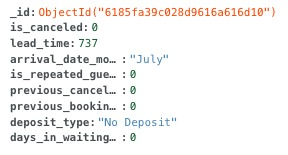 _id: ObjectId("6185fa39c028d9616a616d10")
is_canceled: 0
lead_time: 737
arrival_date_mo… : "July"
is_repeated_gue… : 0
previous_cancel… : 0
previous_bookin… : 0
deposit_type: "No Deposit"
days_in_waiting… : 0